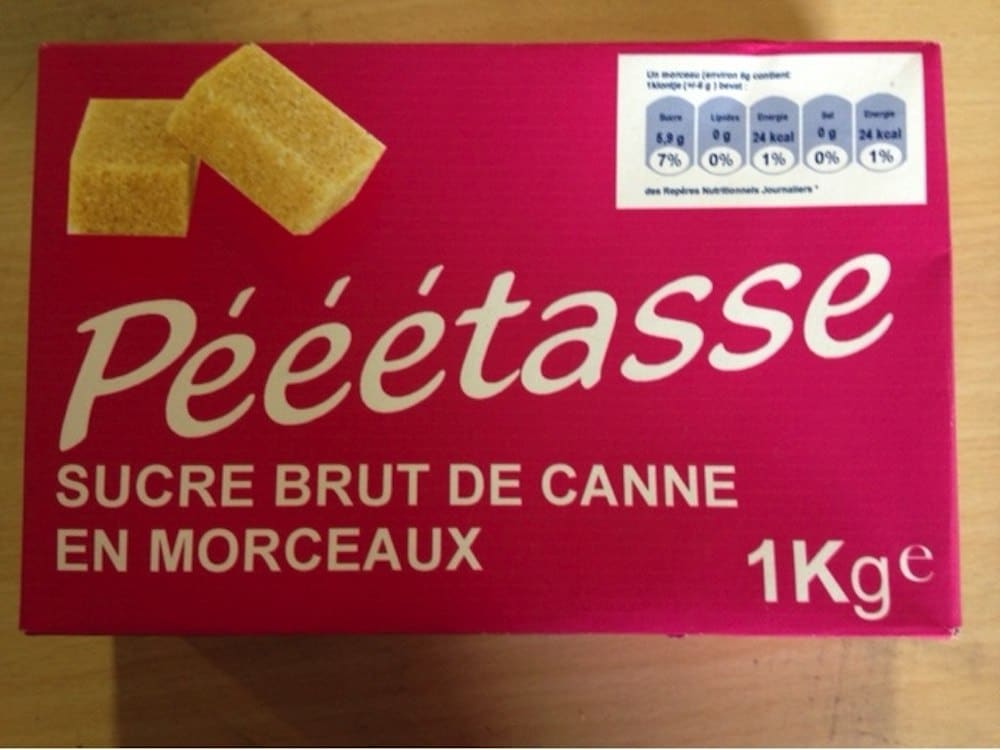 Un morceau (environ 6g contient
1klontje (+/-6 g ) bevat :
Sucre Lipides Energie Sel Energie
5,9 g 0 g 24 kcal 0 g 24 kcal
7% 0% 1% 0% 1%
des Repères Nutritionnels Journaliers *
Pééétasse
SUCRE BRUT DE CANNE
EN MORCEAUX
1Kg e